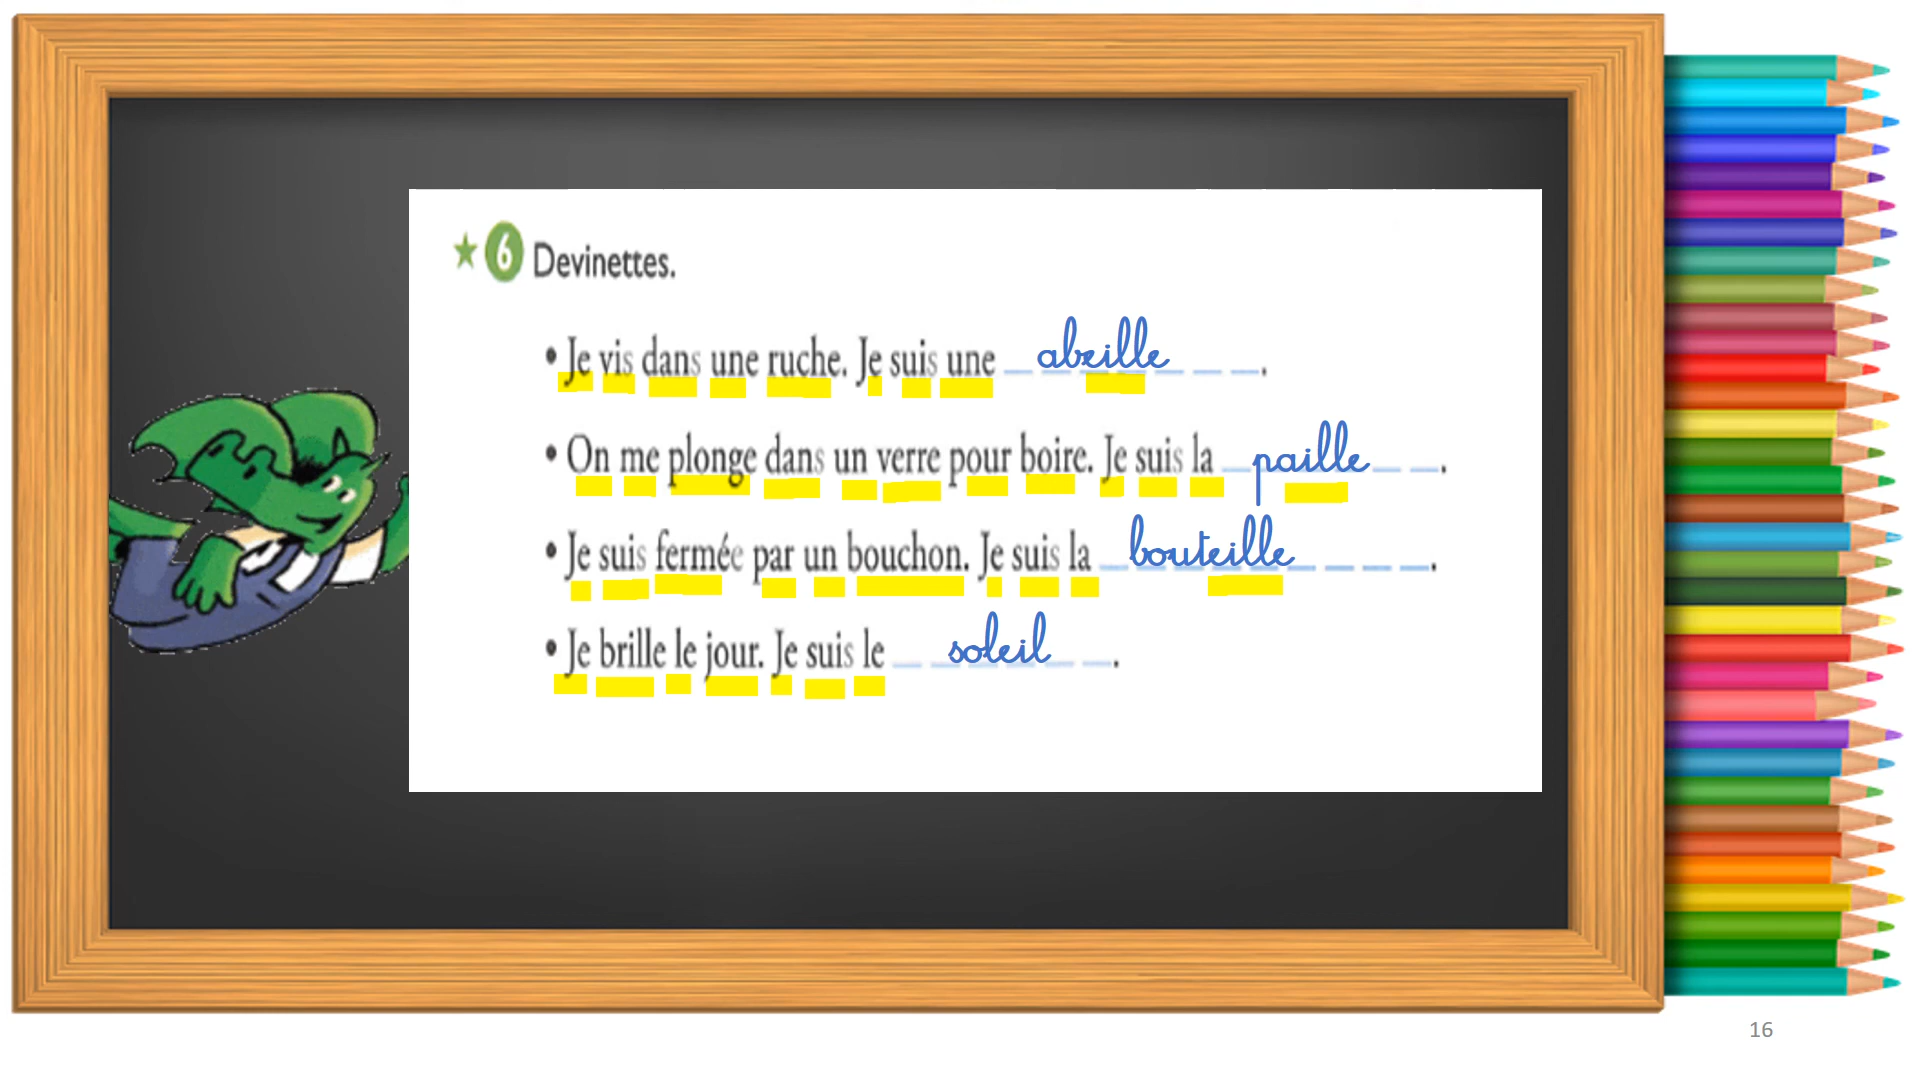 ★ 6 Devinettes.
• Je vis dans une ruche. Je suis une abeille.
• On me plonge dans un verre pour boire. Je suis la paille.
• Je suis fermée par un bouchon. Je suis la bouteille.
• Je brille le jour. Je suis le soleil.
16